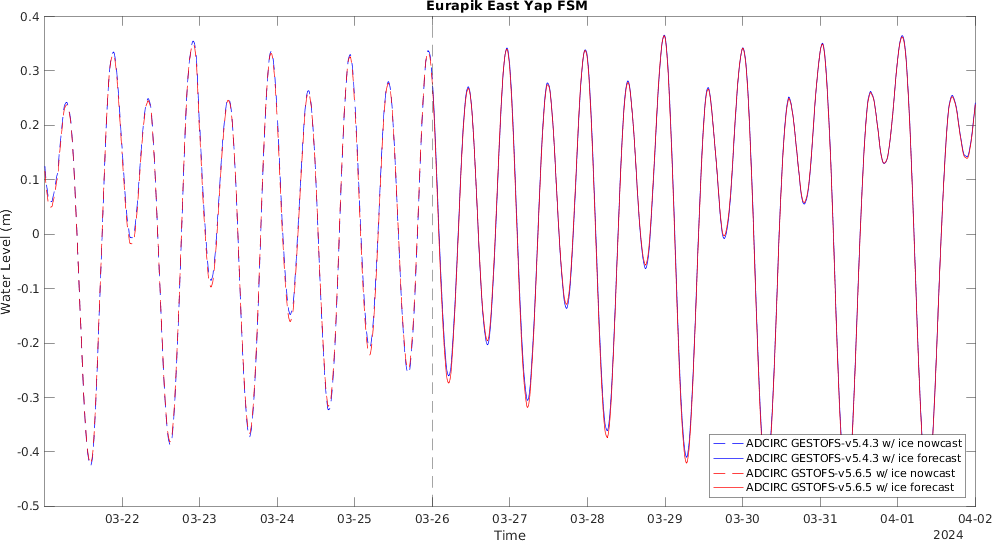 Eurapik East Yap FSM
0.4
0.3
0.2
0.1
0
-0.1
-0.2
-0.3
-0.4
-0.5
Water Level (m)
ADCIRC GESTOFS-v5.4.3 w/ ice nowcast
ADCIRC GESTOFS-v5.4.3 w/ ice forecast
ADCIRC GSTOFS-v5.6.5 w/ ice nowcast
ADCIRC GSTOFS-v5.6.5 w/ ice forecast
03-22 03-23 03-24 03-25 03-26 03-27 03-28 03-29 03-30 03-31 04-01 04-02
Time
2024